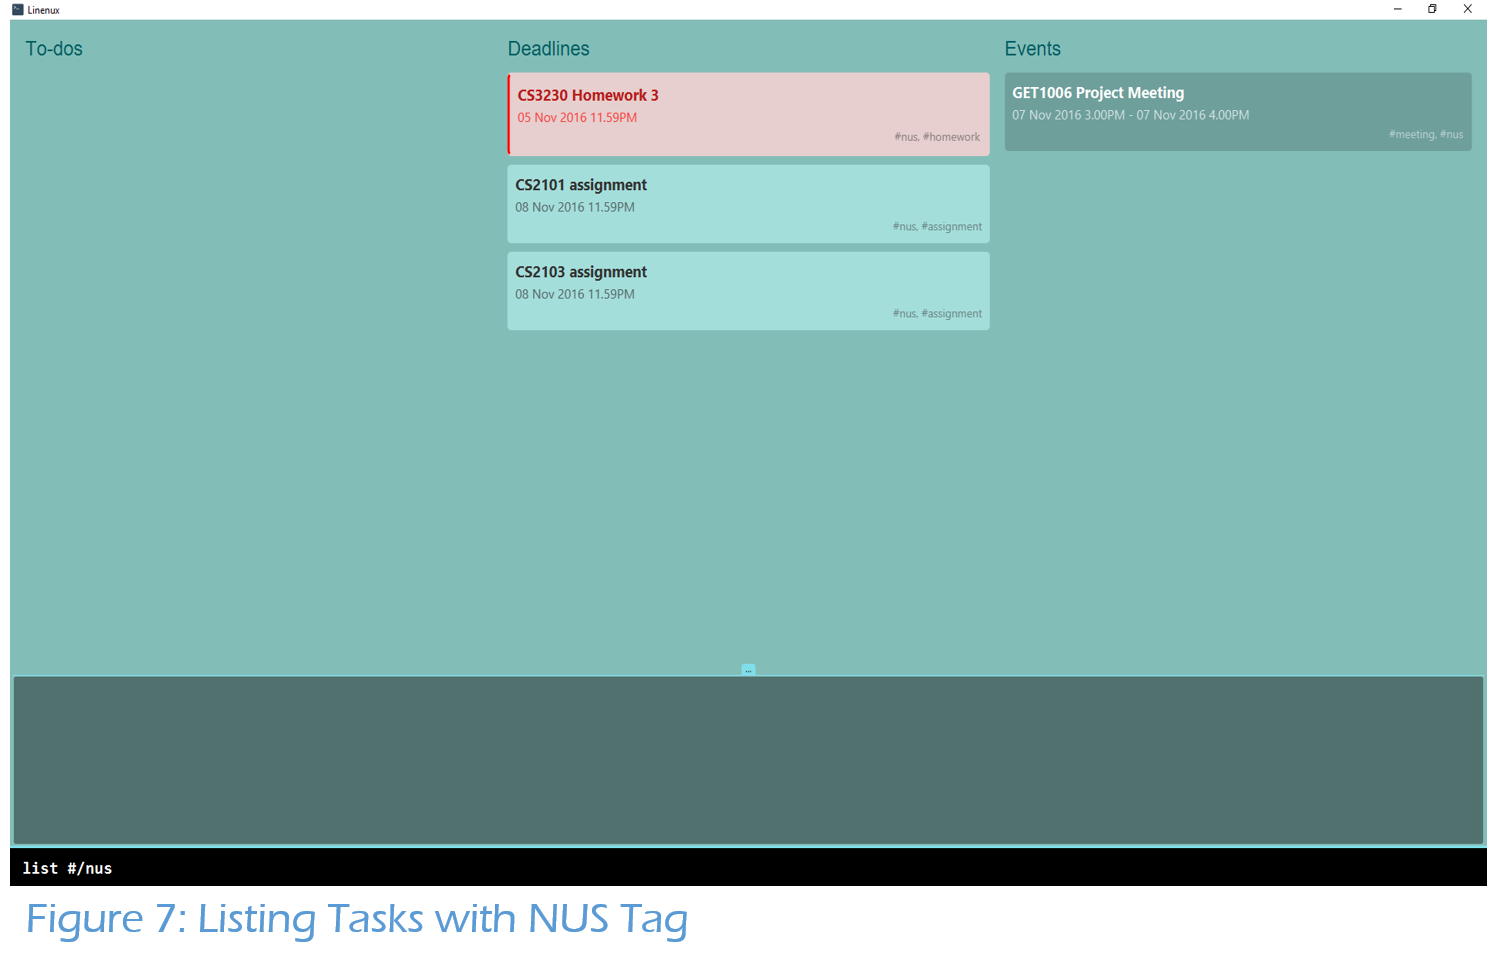 Linenux
To-dos
Deadlines
CS3230 Homework 3
05 Nov 2016 11.59PM
#nus, #homework
CS2101 assignment
08 Nov 2016 11.59PM
#nus, #assignment
CS2103 assignment
08 Nov 2016 11.59PM
#nus, #assignment
Events
GET1006 Project Meeting
07 Nov 2016 3.00PM - 07 Nov 2016 4.00PM
#meeting, #nus
...
list #/nus
Figure 7: Listing Tasks with NUS Tag